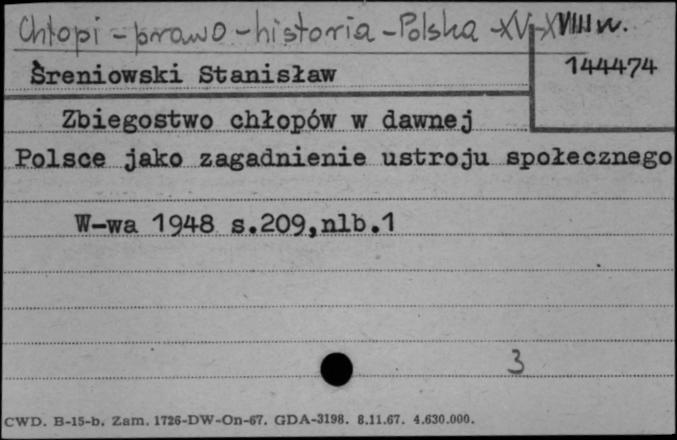 Chłopi - prawo - historia - Polska - XV-XVIII w.
Śreniowski Stanisław
144474
Zbiegostwo chłopów w dawnej
Polsce jako zagadnienie ustroju społecznego
W-wa 1948 s.209,nlb.1
3
CWD. B-15-b. Zam. 1726-DW-On-67. GDA-3198. 8.11.67. 4.630.000.